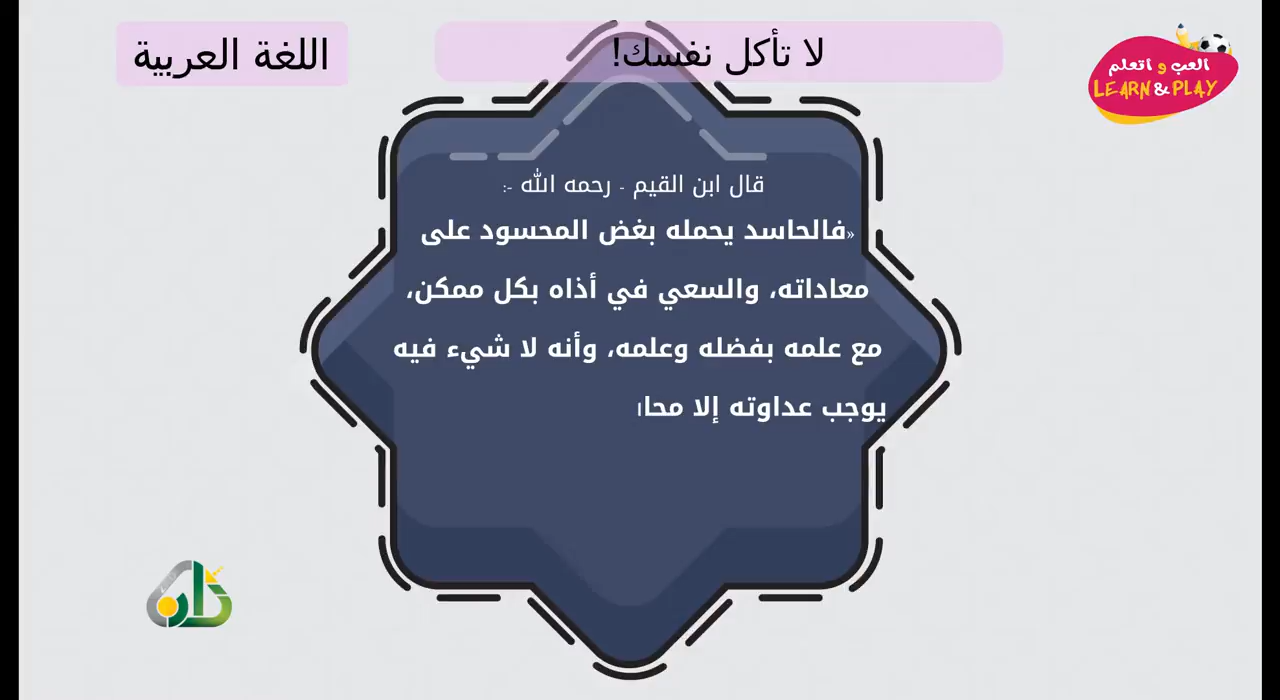 لا تأكل نفسك!
اللغة العربية
العب و اتعلم
LEARN & PLAY
قال ابن القيم - رحمه الله -:
«فالحاسد يحمله بغض المحسود على
معاداته، والسعي في أذاه بكل ممكن،
مع علمه بفضله وعلمه، وأنه لا شيء فيه
يوجب عداوته إلا محا